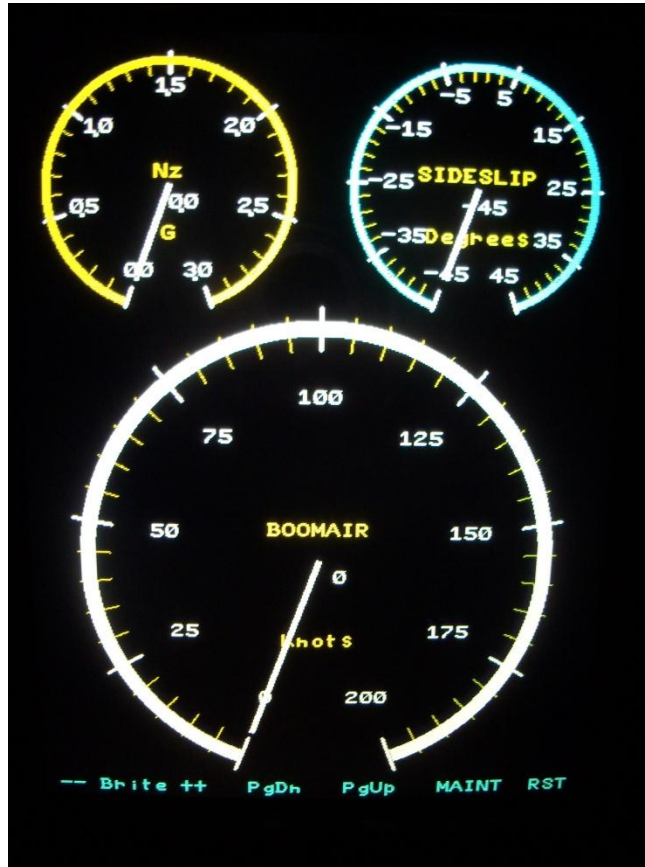 1.5
1.0 2.0
Nz
0.5 0.0 2.5
G
0.0 3.0
-5 5
-15 15
-25 SIDESLIP 25
-45
-35 Degrees 35
-45 45
100
75 125
50 BOOMAIR 150
0
25 Knots 175
0 200
-- Brite ++ PgDn PgUp MAINT RST